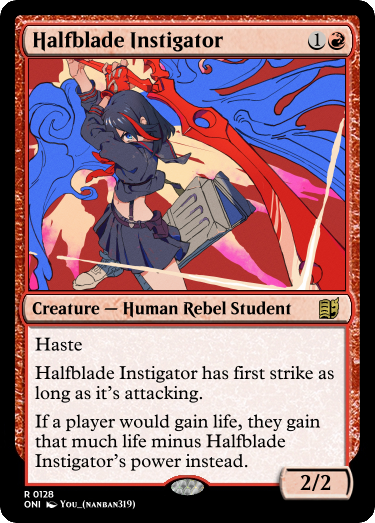 Halfblade Instigator 1
Creature — Human Rebel Student
Haste
Halfblade Instigator has first strike as
long as it's attacking.
If a player would gain life, they gain
that much life minus Halfblade
Instigator's power instead.
2/2
R 0128
ONI You_(nanban319)